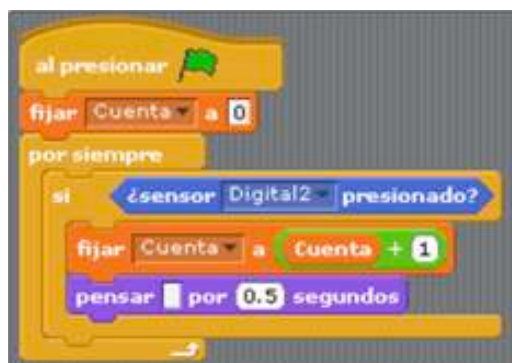 al presionar
fijar Cuenta a 0
por siempre
si ¿sensor Digital2 presionado?
fijar Cuenta a Cuenta + 1
pensar por 0.5 segundos